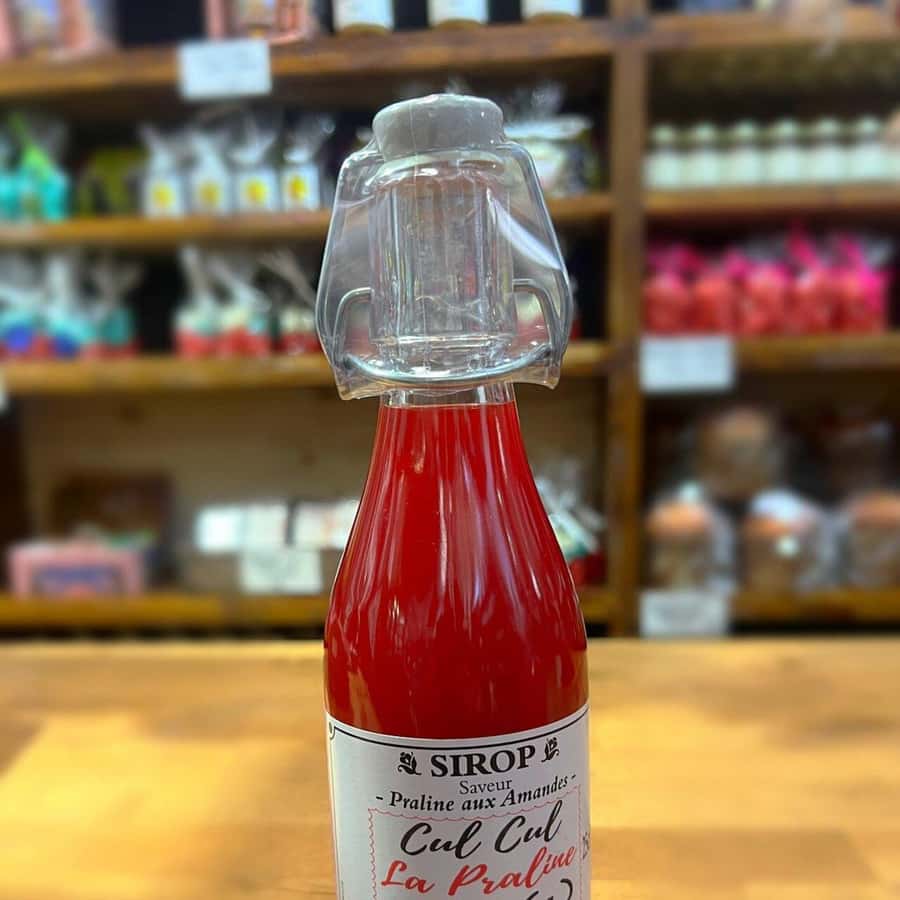 SIROP
Saveur
- Praline aux Amandes -
Cul Cul
La Praline